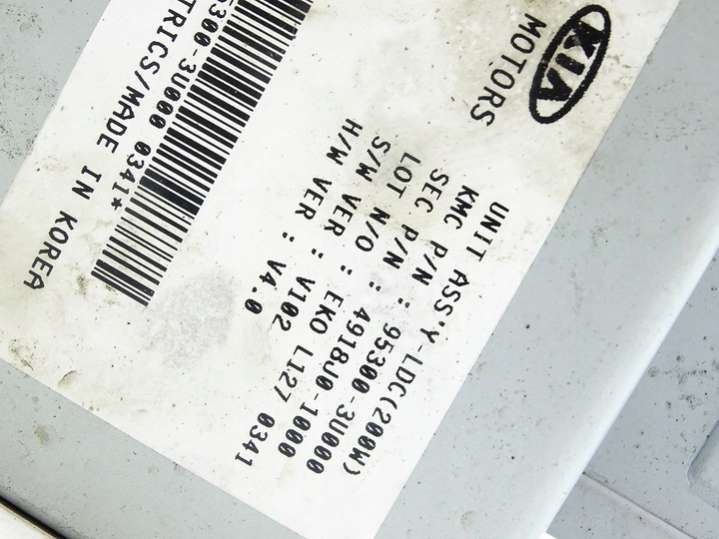 KIA
MOTORS
UNIT ASS'Y-LDC(200W)
KMC P/N : 95300-3U000
SEC P/N : 4918J0-1000
LOT N/O : EKO L127 0341
S/W VER : V102
H/W VER : V4.0
5300-3U000 0341*
TRICS/MADE IN KOREA